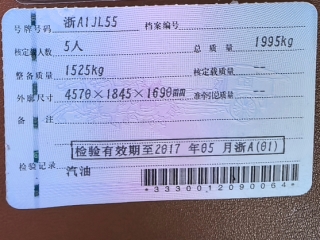 号牌号码 浙A1JL55 档案编号
核定载人数 5人 总质量 1995kg
整备质量 1525kg 核定载质量 --
外廓尺寸 4570×1845×1690mm 准牵引总质量 --
备注
检验有效期至2017年05月浙A(01)
检验记录 汽油
*3330012090064*